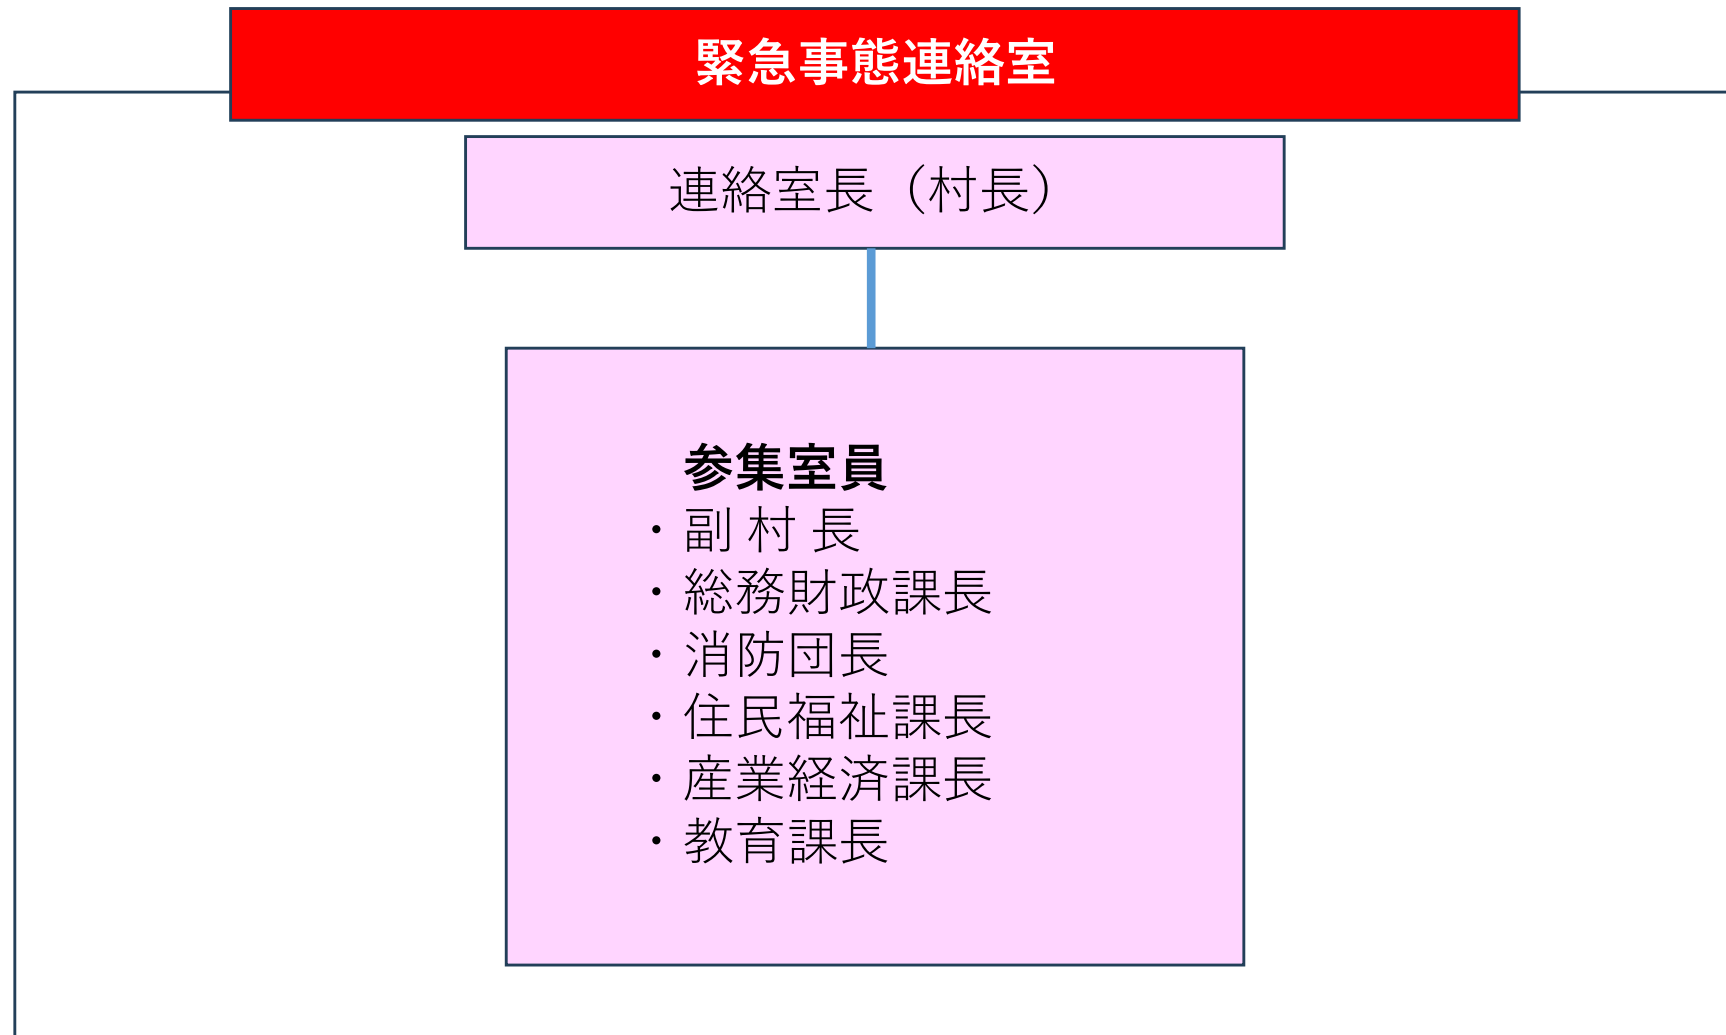 緊急事態連絡室
連絡室長（村長）
参集室員
・副 村 長
・総務財政課長
・消防団長
・住民福祉課長
・産業経済課長
・教育課長